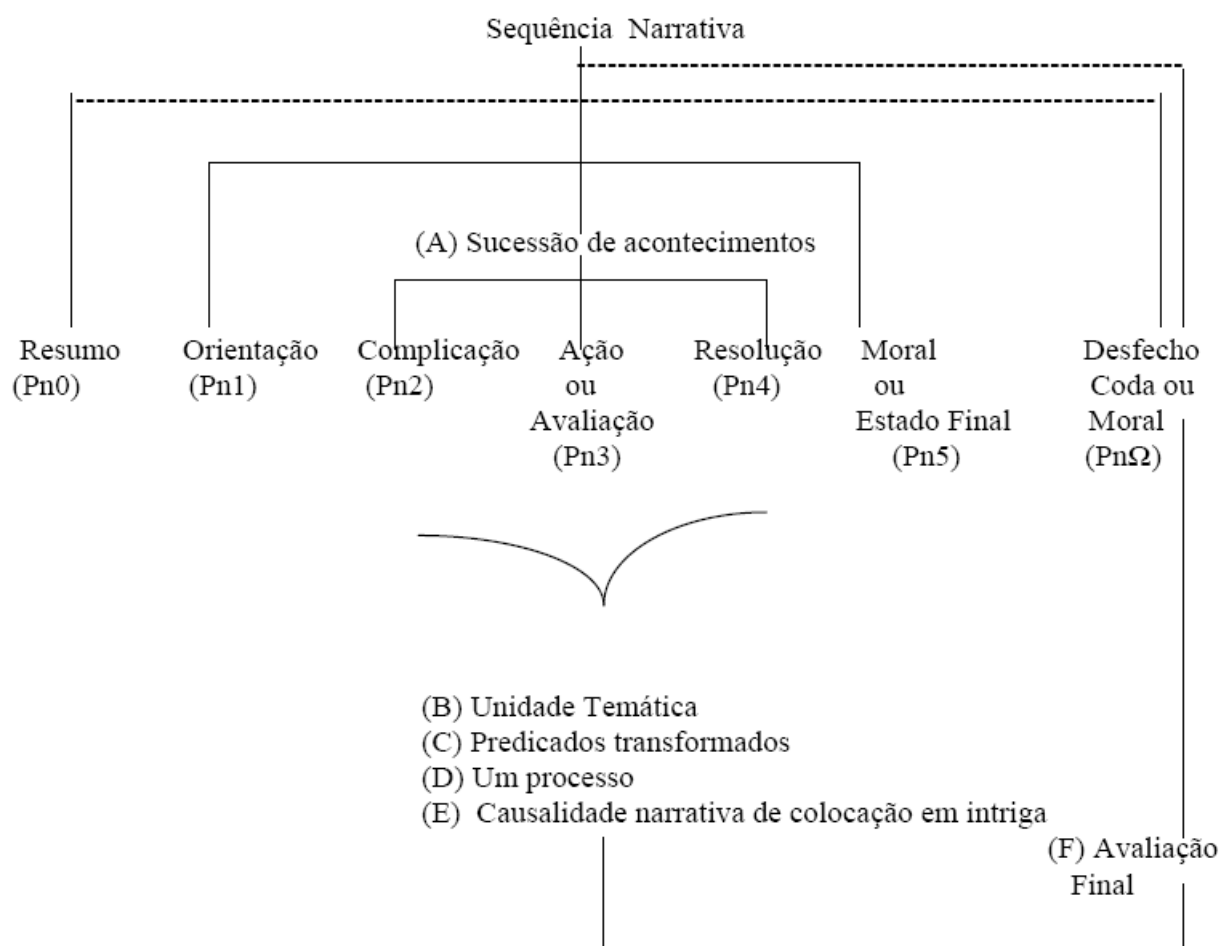 Sequência Narrativa
(A) Sucessão de acontecimentos
Resumo Orientação Complicação Ação Resolução Moral Desfecho
(Pn0) (Pn1) (Pn2) ou (Pn4) ou Coda ou
Avaliação Estado Final Moral
(Pn3) (Pn5) (PnΩ)
(B) Unidade Temática
(C) Predicados transformados
(D) Um processo
(E) Causalidade narrativa de colocação em intriga
(F) Avaliação
Final